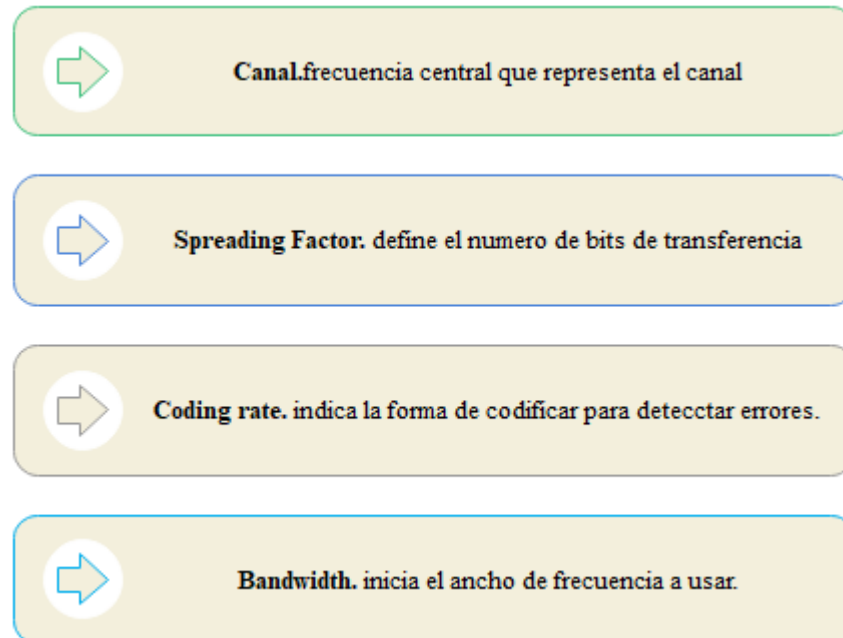 Canal.frecuencia central que representa el canal
Spreading Factor. define el numero de bits de transferencia
Coding rate. indica la forma de codificar para detecctar errores.
Bandwidth. inicia el ancho de frecuencia a usar.